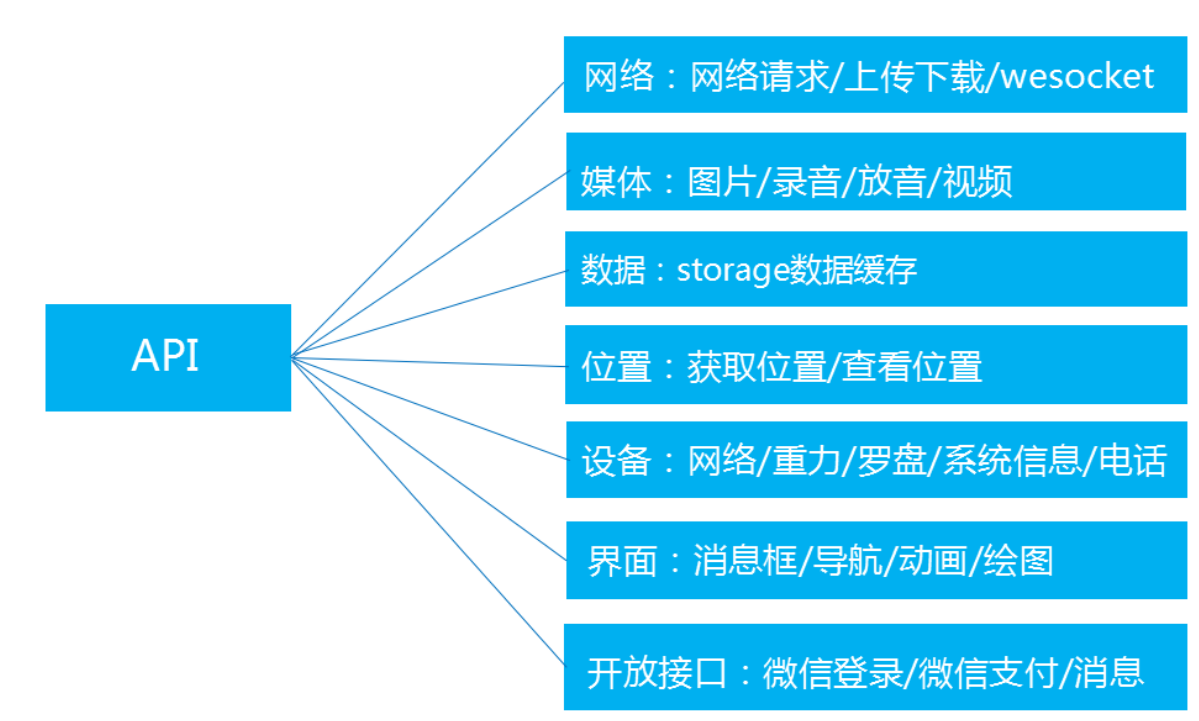 网络：网络请求/上传下载/wesocket
媒体：图片/录音/放音/视频
数据：storage数据缓存
API
位置：获取位置/查看位置
设备：网络/重力/罗盘/系统信息/电话
界面：消息框/导航/动画/绘图
开放接口：微信登录/微信支付/消息